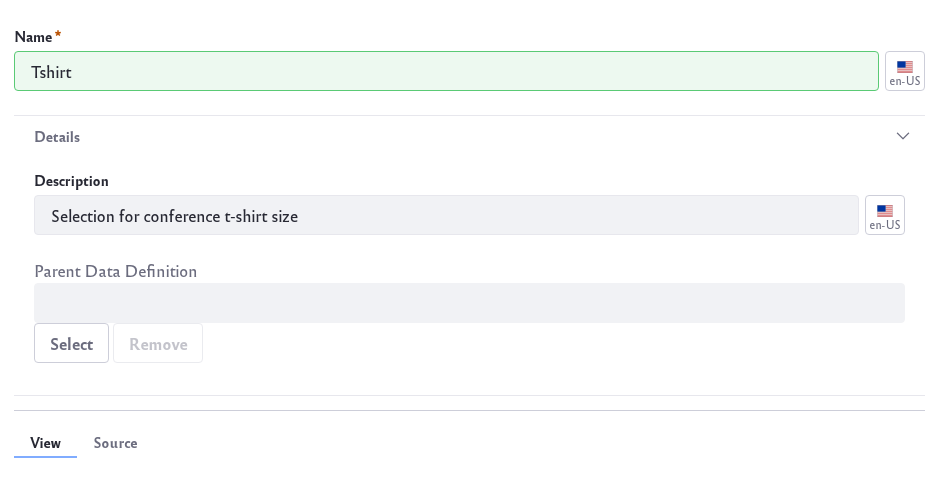 Name *
Tshirt
en-US
Details
Description
Selection for conference t-shirt size
en-US
Parent Data Definition
Select Remove
View Source